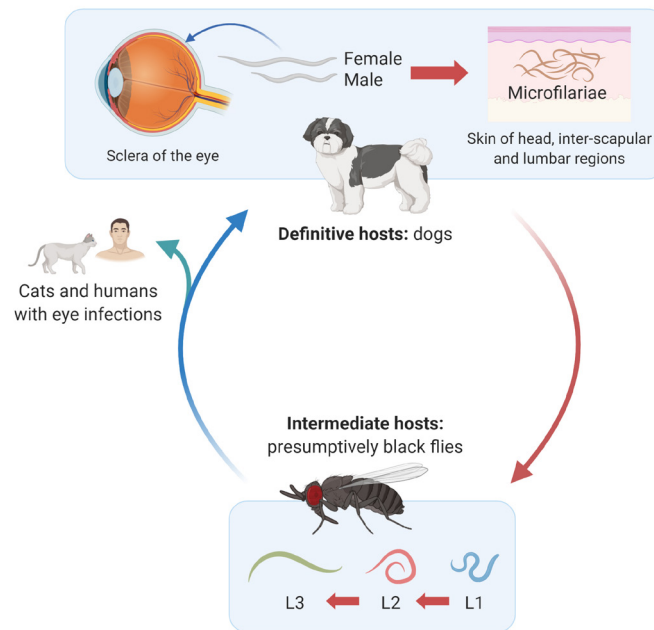 Female
Male
Microfilariae
Sclera of the eye
Skin of head, inter-scapular
and lumbar regions
Definitive hosts: dogs
Cats and humans
with eye infections
Intermediate hosts:
presumptively black flies
L3
L2
L1